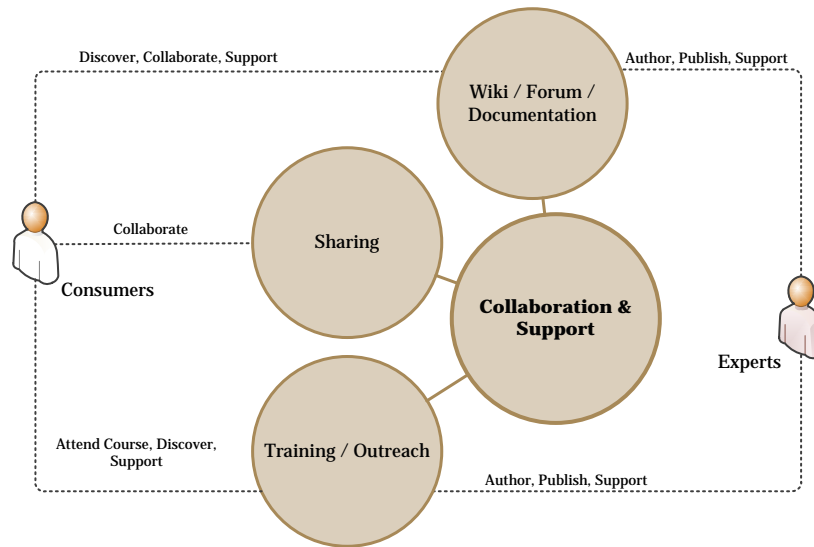 Discover, Collaborate, Support
Author, Publish, Support
Wiki / Forum /
Documentation
Collaborate
Sharing
Consumers
Collaboration &
Support
Experts
Attend Course, Discover,
Support
Training / Outreach
Author, Publish, Support